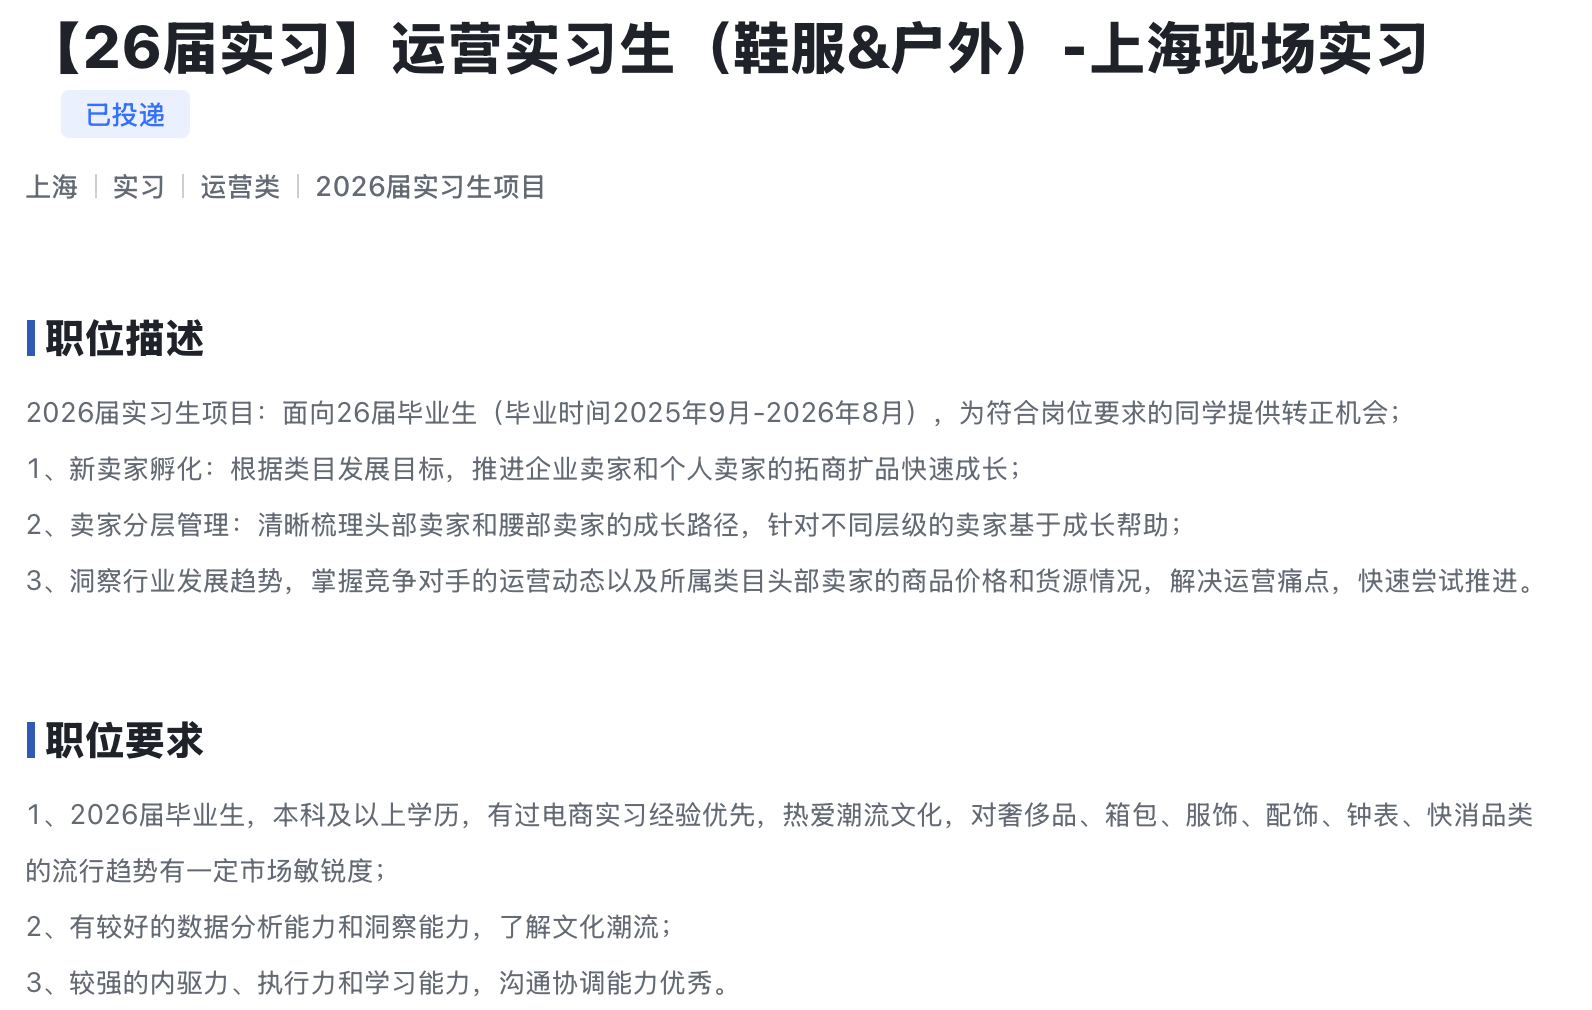 【26届实习】运营实习生（鞋服&户外）-上海现场实习
已投递
上海 | 实习 | 运营类 | 2026届实习生项目
职位描述
2026届实习生项目：面向26届毕业生（毕业时间2025年9月-2026年8月），为符合岗位要求的同学提供转正机会；
1、新卖家孵化：根据类目发展目标，推进企业卖家和个人卖家的拓商扩品快速成长；
2、卖家分层管理：清晰梳理头部卖家和腰部卖家的成长路径，针对不同层级的卖家基于成长帮助；
3、洞察行业发展趋势，掌握竞争对手的运营动态以及所属类目头部卖家的商品价格和货源情况，解决运营痛点，快速尝试推进。
职位要求
1、2026届毕业生，本科及以上学历，有过电商实习经验优先，热爱潮流文化，对奢侈品、箱包、服饰、配饰、钟表、快消品类
的流行趋势有一定市场敏锐度；
2、有较好的数据分析能力和洞察能力，了解文化潮流；
3、较强的内驱力、执行力和学习能力，沟通协调能力优秀。